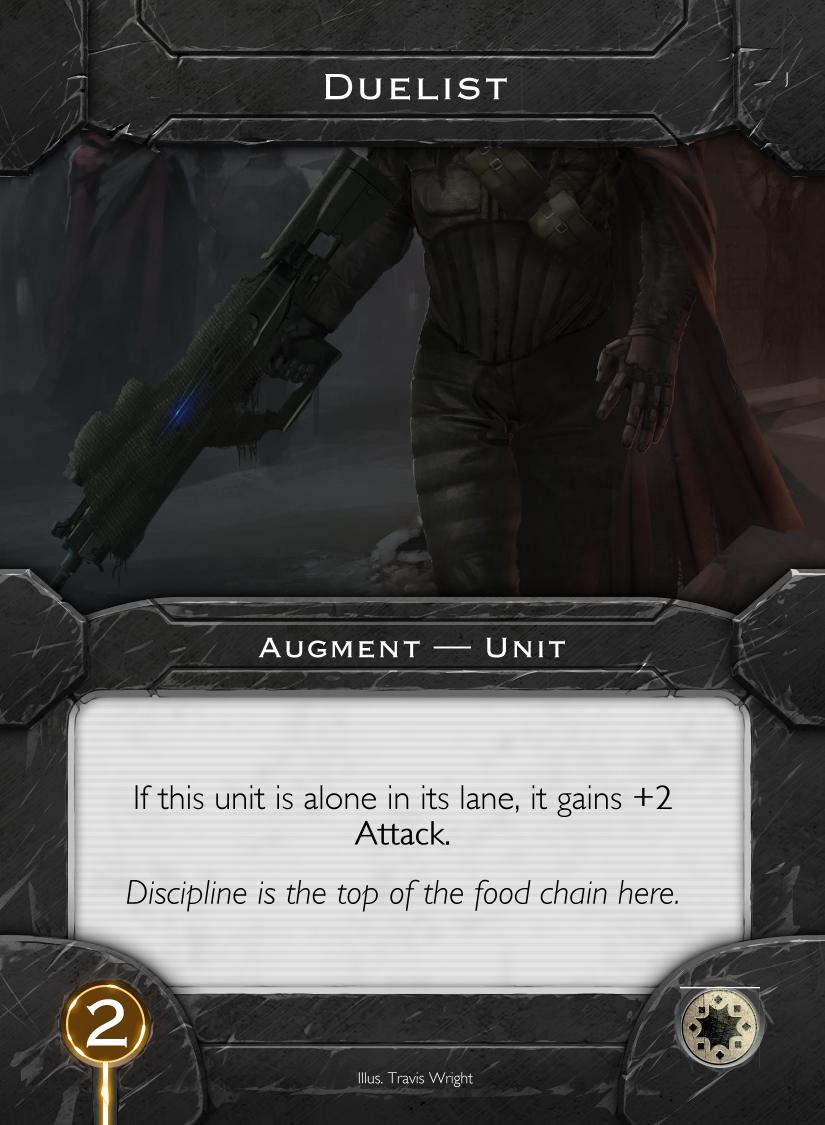 Duelist
Augment — Unit
If this unit is alone in its lane, it gains +2
Attack.
Discipline is the top of the food chain here.
2
Illus. Travis Wright